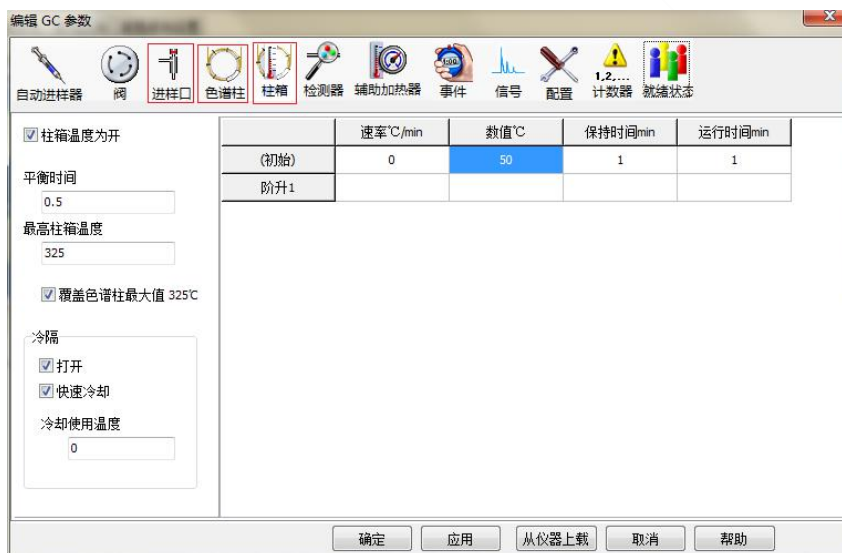 编辑 GC 参数
自动进样器 阀 进样口 色谱柱 柱箱 检测器 辅助加热器 事件 信号 配置 1,2,... 计数器 就绪状态
柱箱温度为开
平衡时间
0.5
最高柱箱温度
325
覆盖色谱柱最大值 325℃
冷隔
打开
快速冷却
冷却使用温度
0
速率℃/min 数值℃ 保持时间min 运行时间min
(初始) 0 50 1 1
阶升1
确定 应用 从仪器上载 取消 帮助